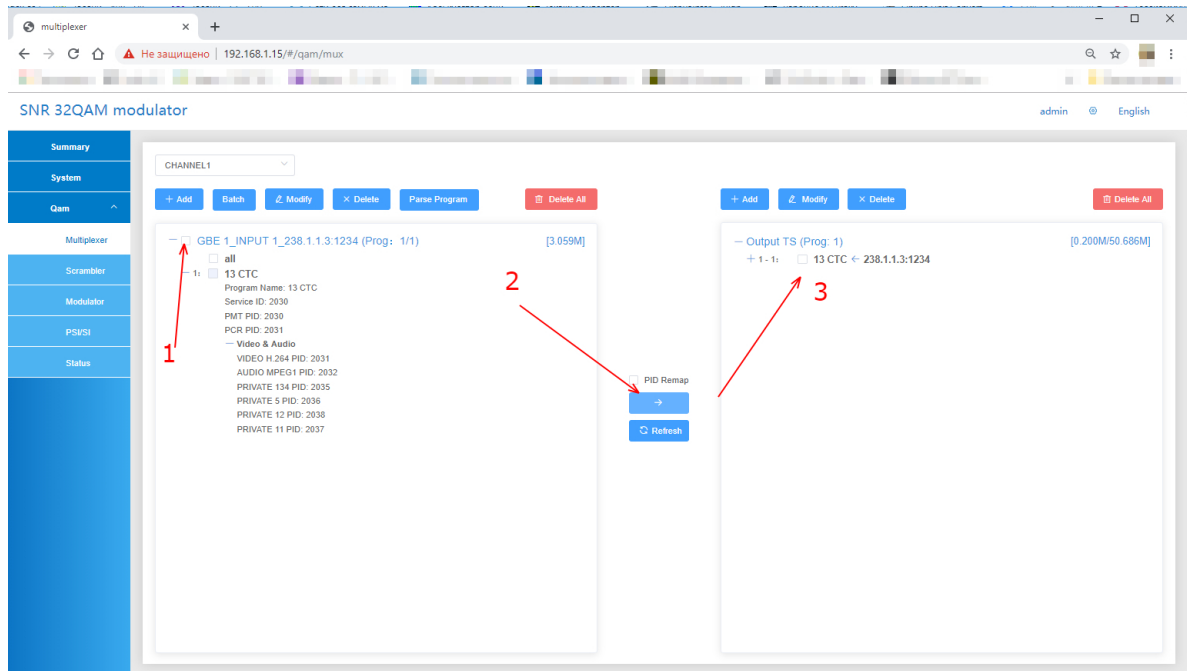 multiplexer
Не защищено | 192.168.1.15/#/qam/mux
SNR 32QAM modulator
admin English
Summary
System
Qam
Multiplexer
Scrambler
Modulator
PSI/SI
Status
CHANNEL1
+ Add Batch Modify × Delete Parse Program Delete All
+ Add Modify × Delete Delete All
GBE 1_INPUT 1_238.1.1.3:1234 (Prog: 1/1) [3.059M]
all
1: 13 CTC
Program Name: 13 CTC
Service ID: 2030
PMT PID: 2030
PCR PID: 2031
Video & Audio
VIDEO H.264 PID: 2031
AUDIO MPEG1 PID: 2032
PRIVATE 134 PID: 2035
PRIVATE 5 PID: 2036
PRIVATE 12 PID: 2038
PRIVATE 11 PID: 2037
1
2
PID Remap
→
Refresh
Output TS (Prog: 1) [0.200M/50.686M]
+ 1 - 1: 13 CTC ← 238.1.1.3:1234
3